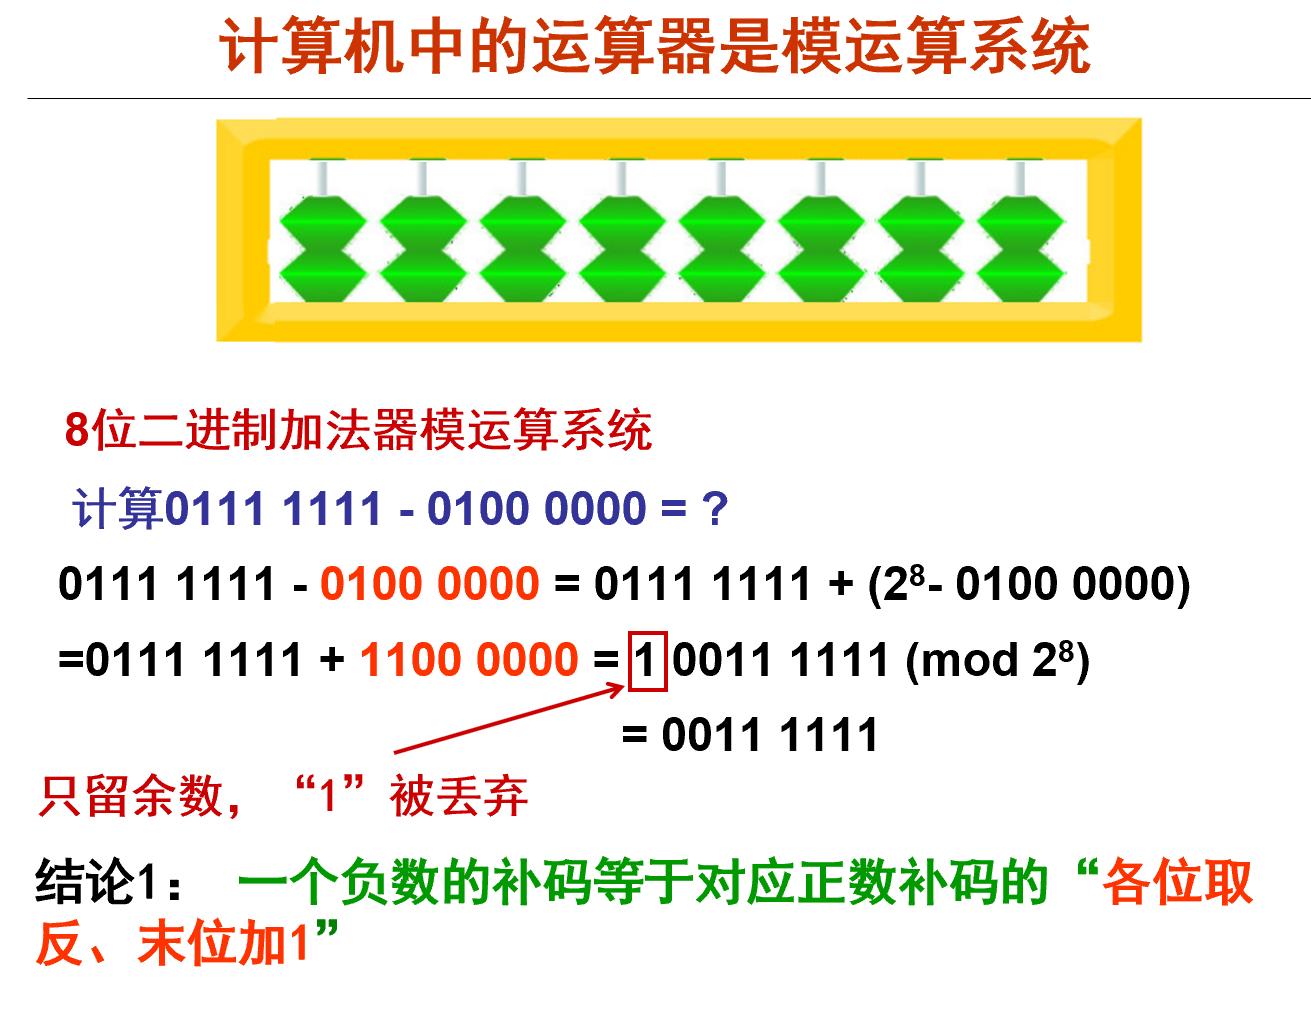 计算机中的运算器是模运算系统
8位二进制加法器模运算系统
计算0111 1111 - 0100 0000 = ?
0111 1111 - 0100 0000 = 0111 1111 + (2⁸- 0100 0000)
=0111 1111 + 1100 0000 = 1 0011 1111 (mod 2⁸)
= 0011 1111
只留余数，“1”被丢弃
结论1： 一个负数的补码等于对应正数补码的“各位取
反、末位加1”